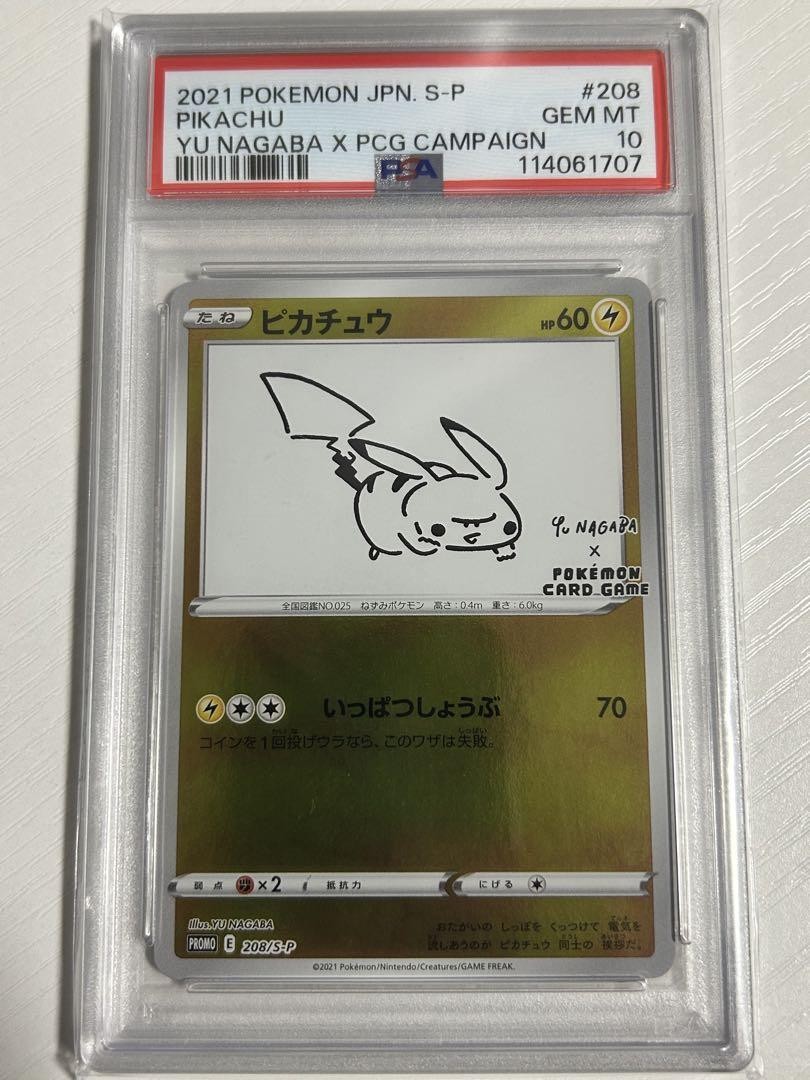 2021 POKEMON JPN. S-P #208
PIKACHU GEM MT
YU NAGABA X PCG CAMPAIGN 10
PSA 114061707
たね ピカチュウ HP60
YU NAGABA
×
POKÉMON
CARD GAME
全国図鑑NO.025 ねずみポケモン 高さ:0.4m 重さ:6.0kg
いっぱつしょうぶ 70
コインを1回投げウラなら、このワザは失敗。
弱点 ×2 抵抗力 にげる
Illus.YU NAGABA
PROMO E 208/S-P
おたがいの しっぽを くっつけて 電気を
流しあうのが ピカチュウ 同士の 挨拶だ。
©2021 Pokémon/Nintendo/Creatures/GAME FREAK.